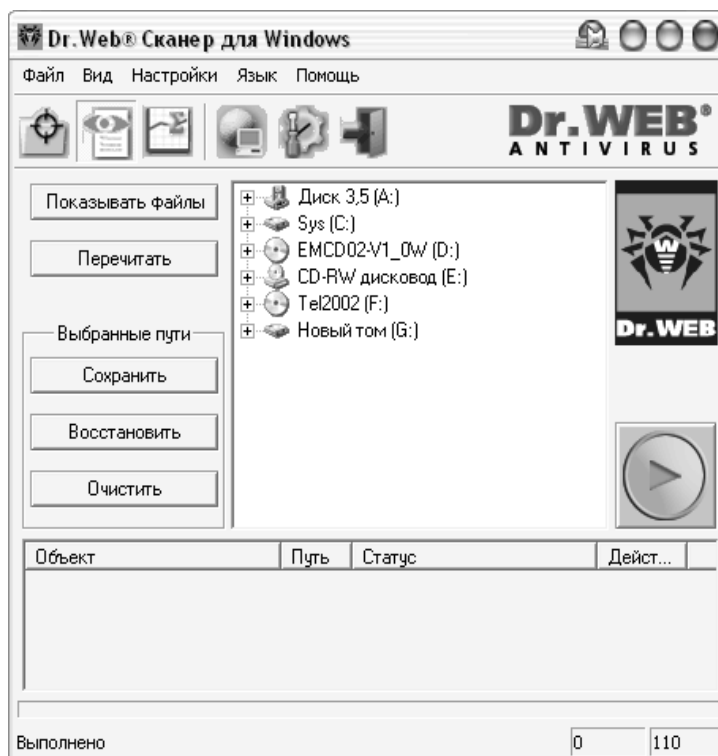 Dr.Web® Сканер для Windows
Файл Вид Настройки Язык Помощь
Dr.WEB®
ANTIVIRUS
Показывать файлы
Перечитать
Выбранные пути
Сохранить
Восстановить
Очистить
Диск 3,5 (A:)
Sys (C:)
EMCD02-V1_0W (D:)
CD-RW дисковод (E:)
Tel2002 (F:)
Новый том (G:)
Dr.WEB
Объект Путь Статус Дейст...
Выполнено 0 110